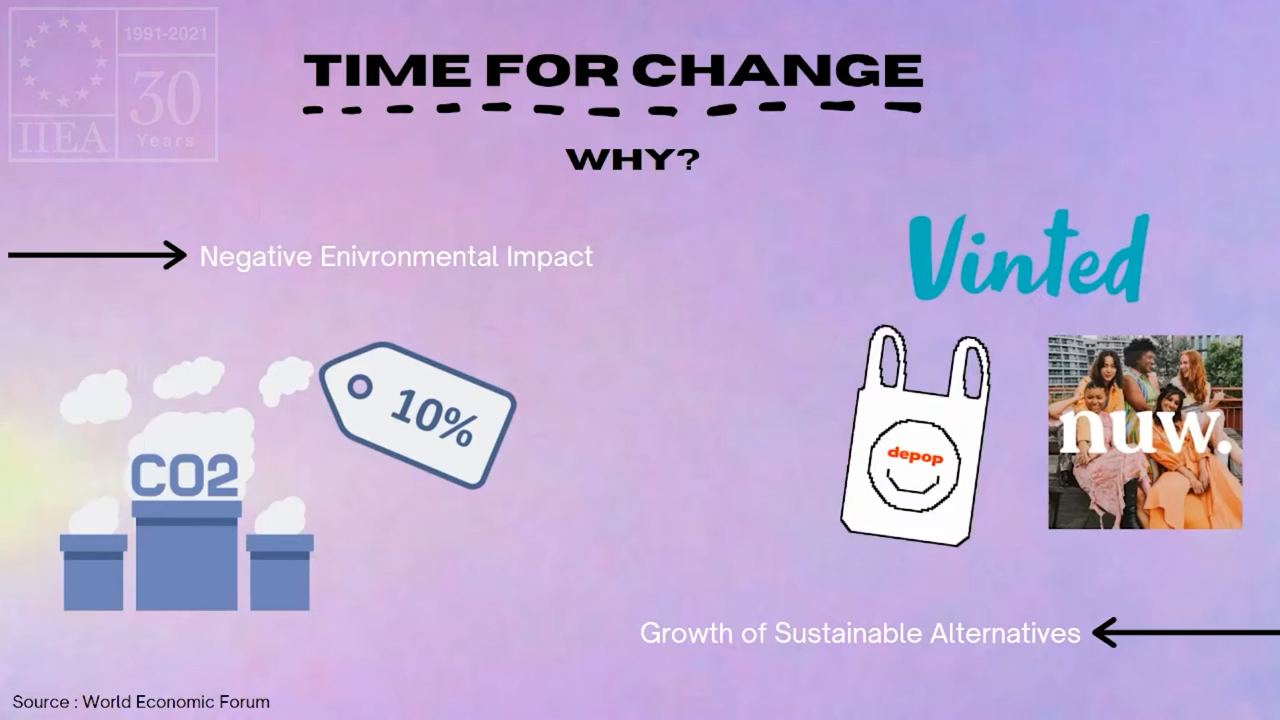 1991-2021
30
Years
IIEA
TIME FOR CHANGE
WHY?
Negative Enivronmental Impact
Vinted
10%
CO2
depop
nuw.
Growth of Sustainable Alternatives
Source : World Economic Forum